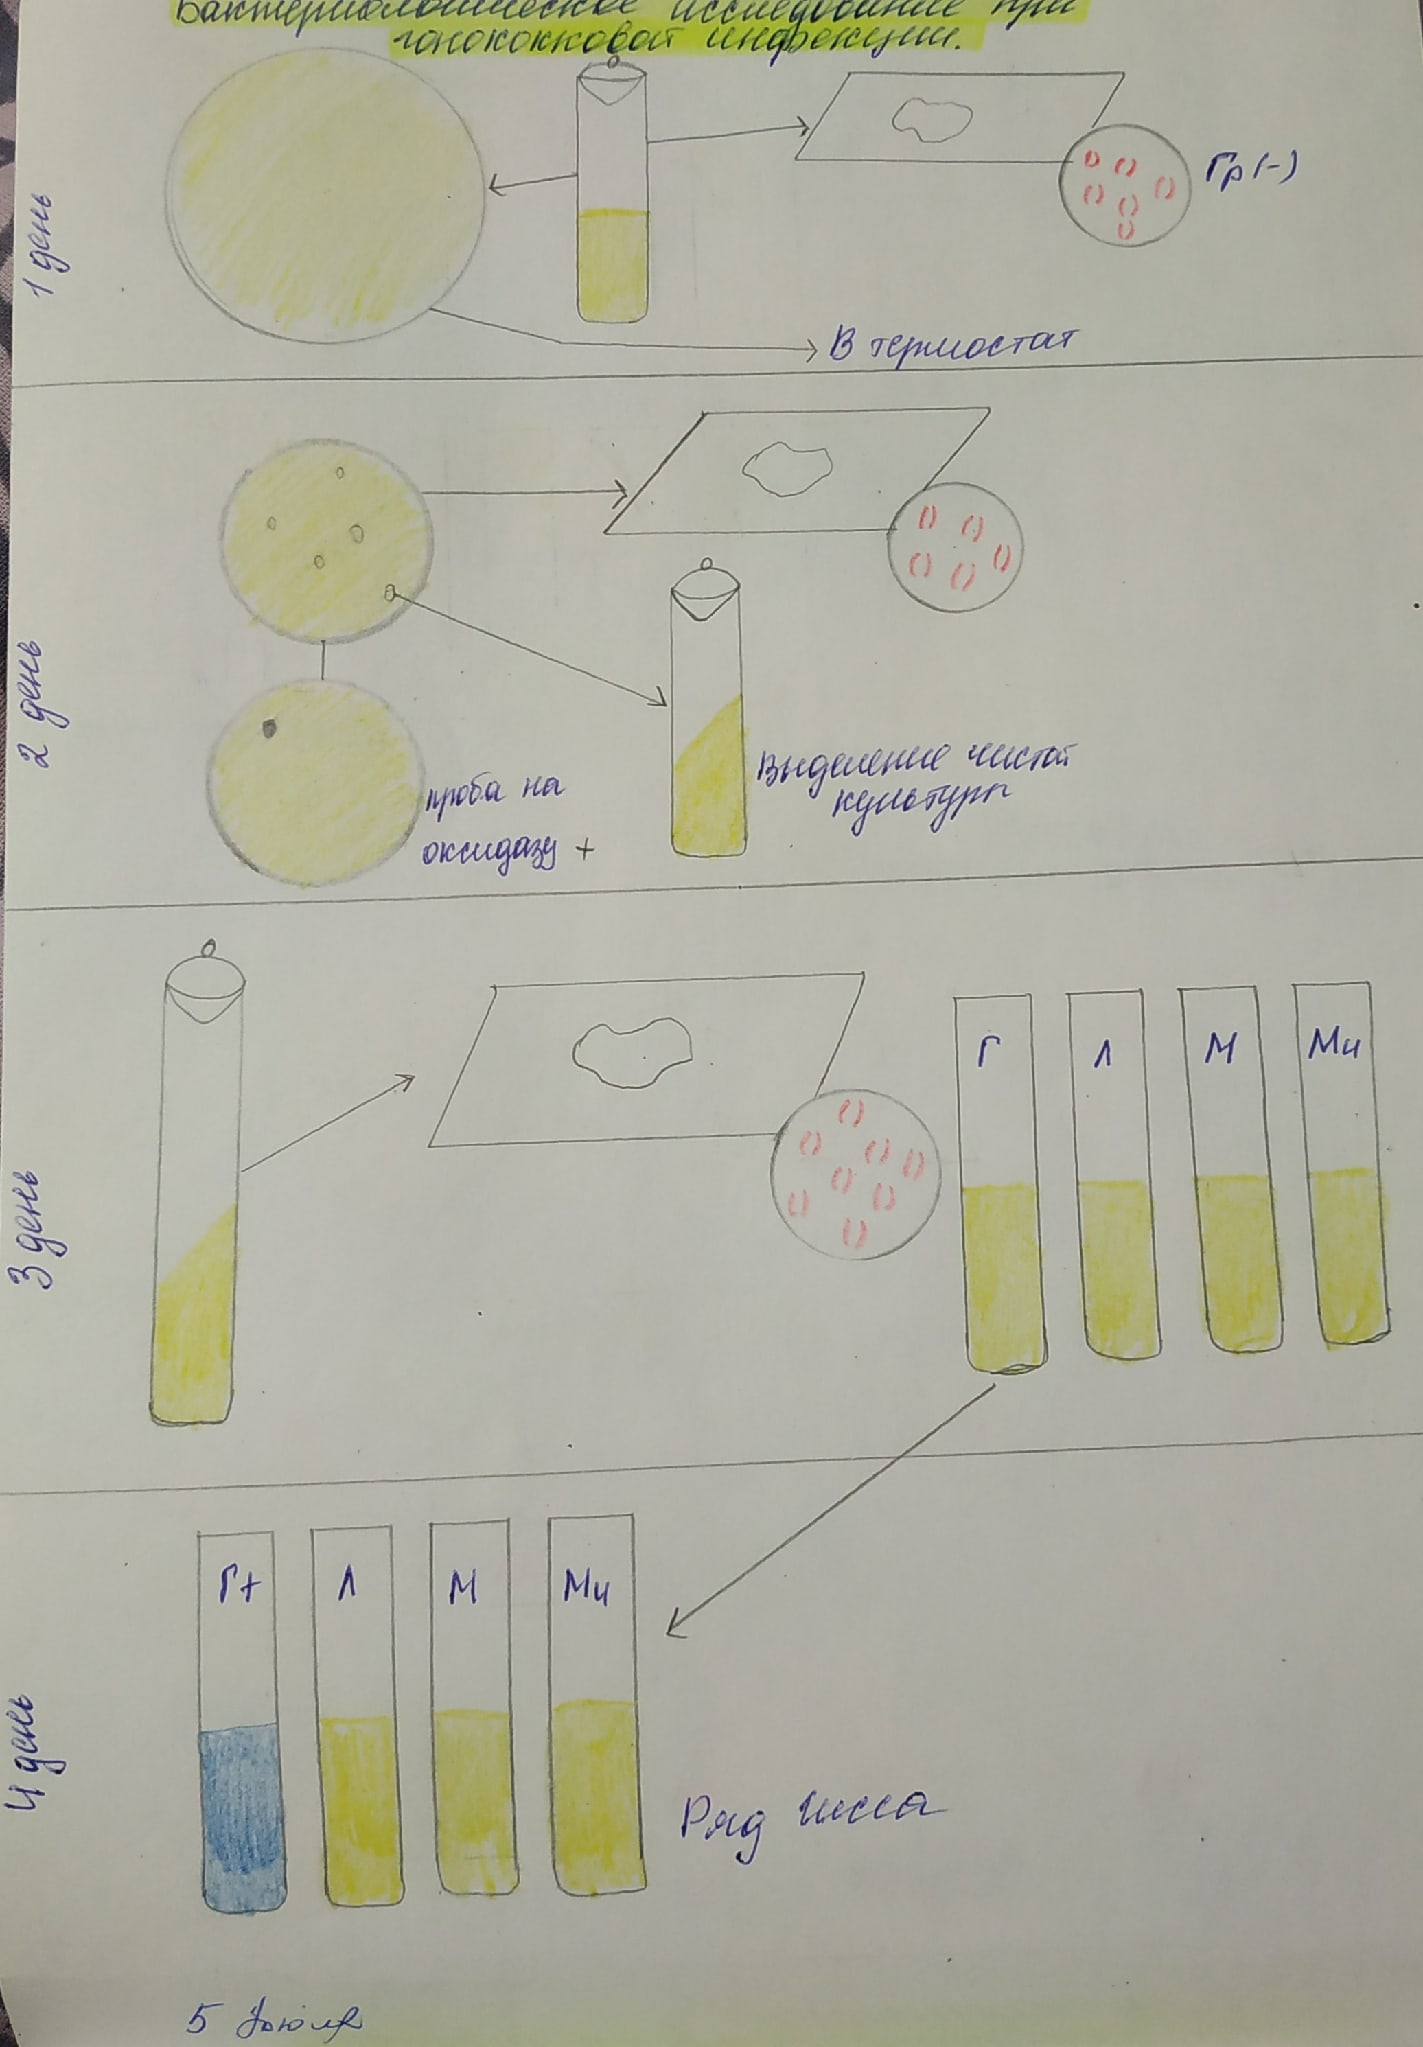 Бактериологическое исследование при
гонококковой инфекции.
1 день
Гр(-)
В термостат
2 день
проба на
оксидазу +
Выделение чистой
культуры
3 день
Г Л М Мн
4 день
Г+ Л М Мн
Ряд Гисса
5 Июля